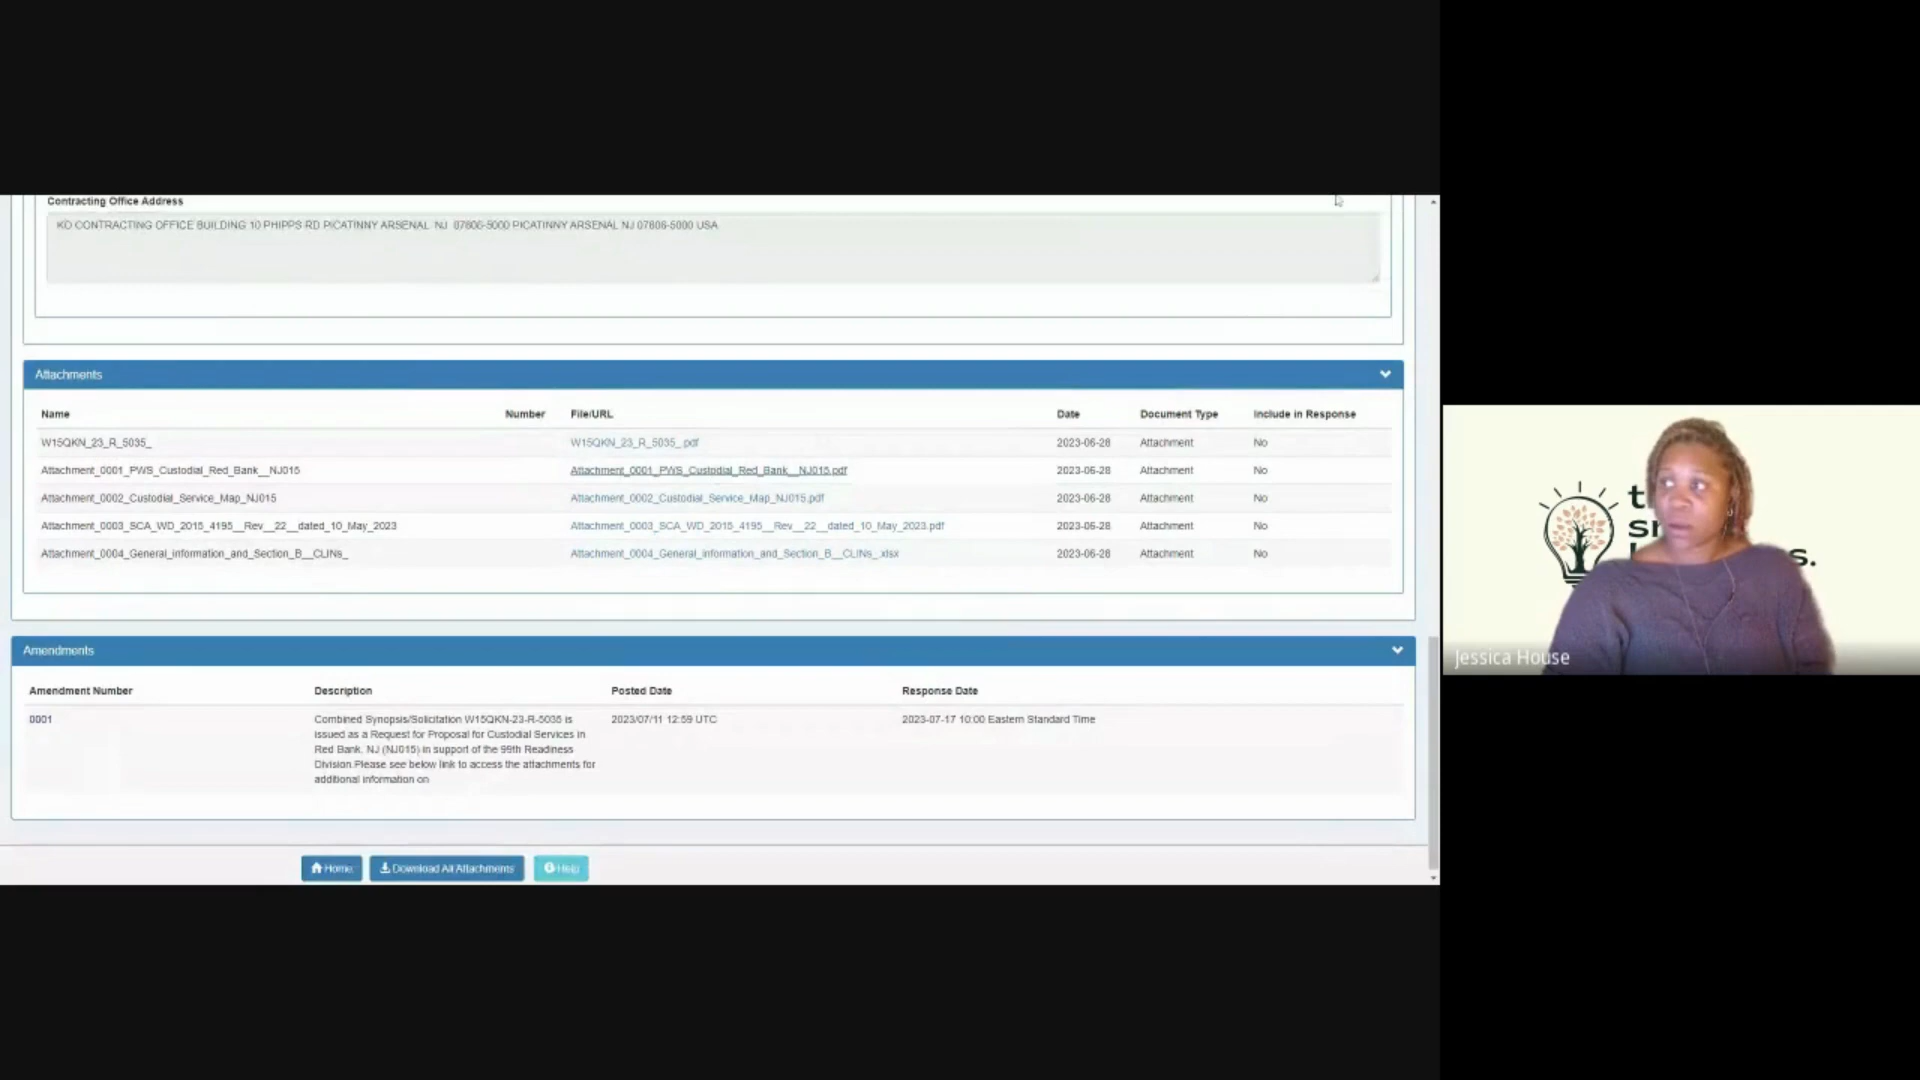 Contracting Office Address
KO CONTRACTING OFFICE BUILDING 10 PHIPPS RD PICATINNY ARSENAL NJ 07806-5000 PICATINNY ARSENAL NJ 07806-5000 USA
Attachments
Name Number File/URL Date Document Type Include in Response
W15QKN_23_R_5035_ W15QKN_23_R_5035_.pdf 2023-06-28 Attachment No
Attachment_0001_PWS_Custodial_Red_Bank__NJ015 Attachment_0001_PWS_Custodial_Red_Bank__NJ015.pdf 2023-06-28 Attachment No
Attachment_0002_Custodial_Service_Map_NJ015 Attachment_0002_Custodial_Service_Map_NJ015.pdf 2023-06-28 Attachment No
Attachment_0003_SCA_WD_2015_4195__Rev__22__dated_10_May_2023 Attachment_0003_SCA_WD_2015_4195__Rev__22__dated_10_May_2023.pdf 2023-06-28 Attachment No
Attachment_0004_General_information_and_Section_B__CLINs_ Attachment_0004_General_information_and_Section_B__CLINs_.xlsx 2023-06-28 Attachment No
Amendments
Amendment Number Description Posted Date Response Date
0001 Combined Synopsis/Solicitation W15QKN-23-R-5035 is 2023/07/11 12:59 UTC 2023-07-17 10:00 Eastern Standard Time
issued as a Request for Proposal for Custodial Services in
Red Bank, NJ (NJ015) in support of the 99th Readiness
Division.Please see below link to access the attachments for
additional information on
Home Download All Attachments Help
Jessica House